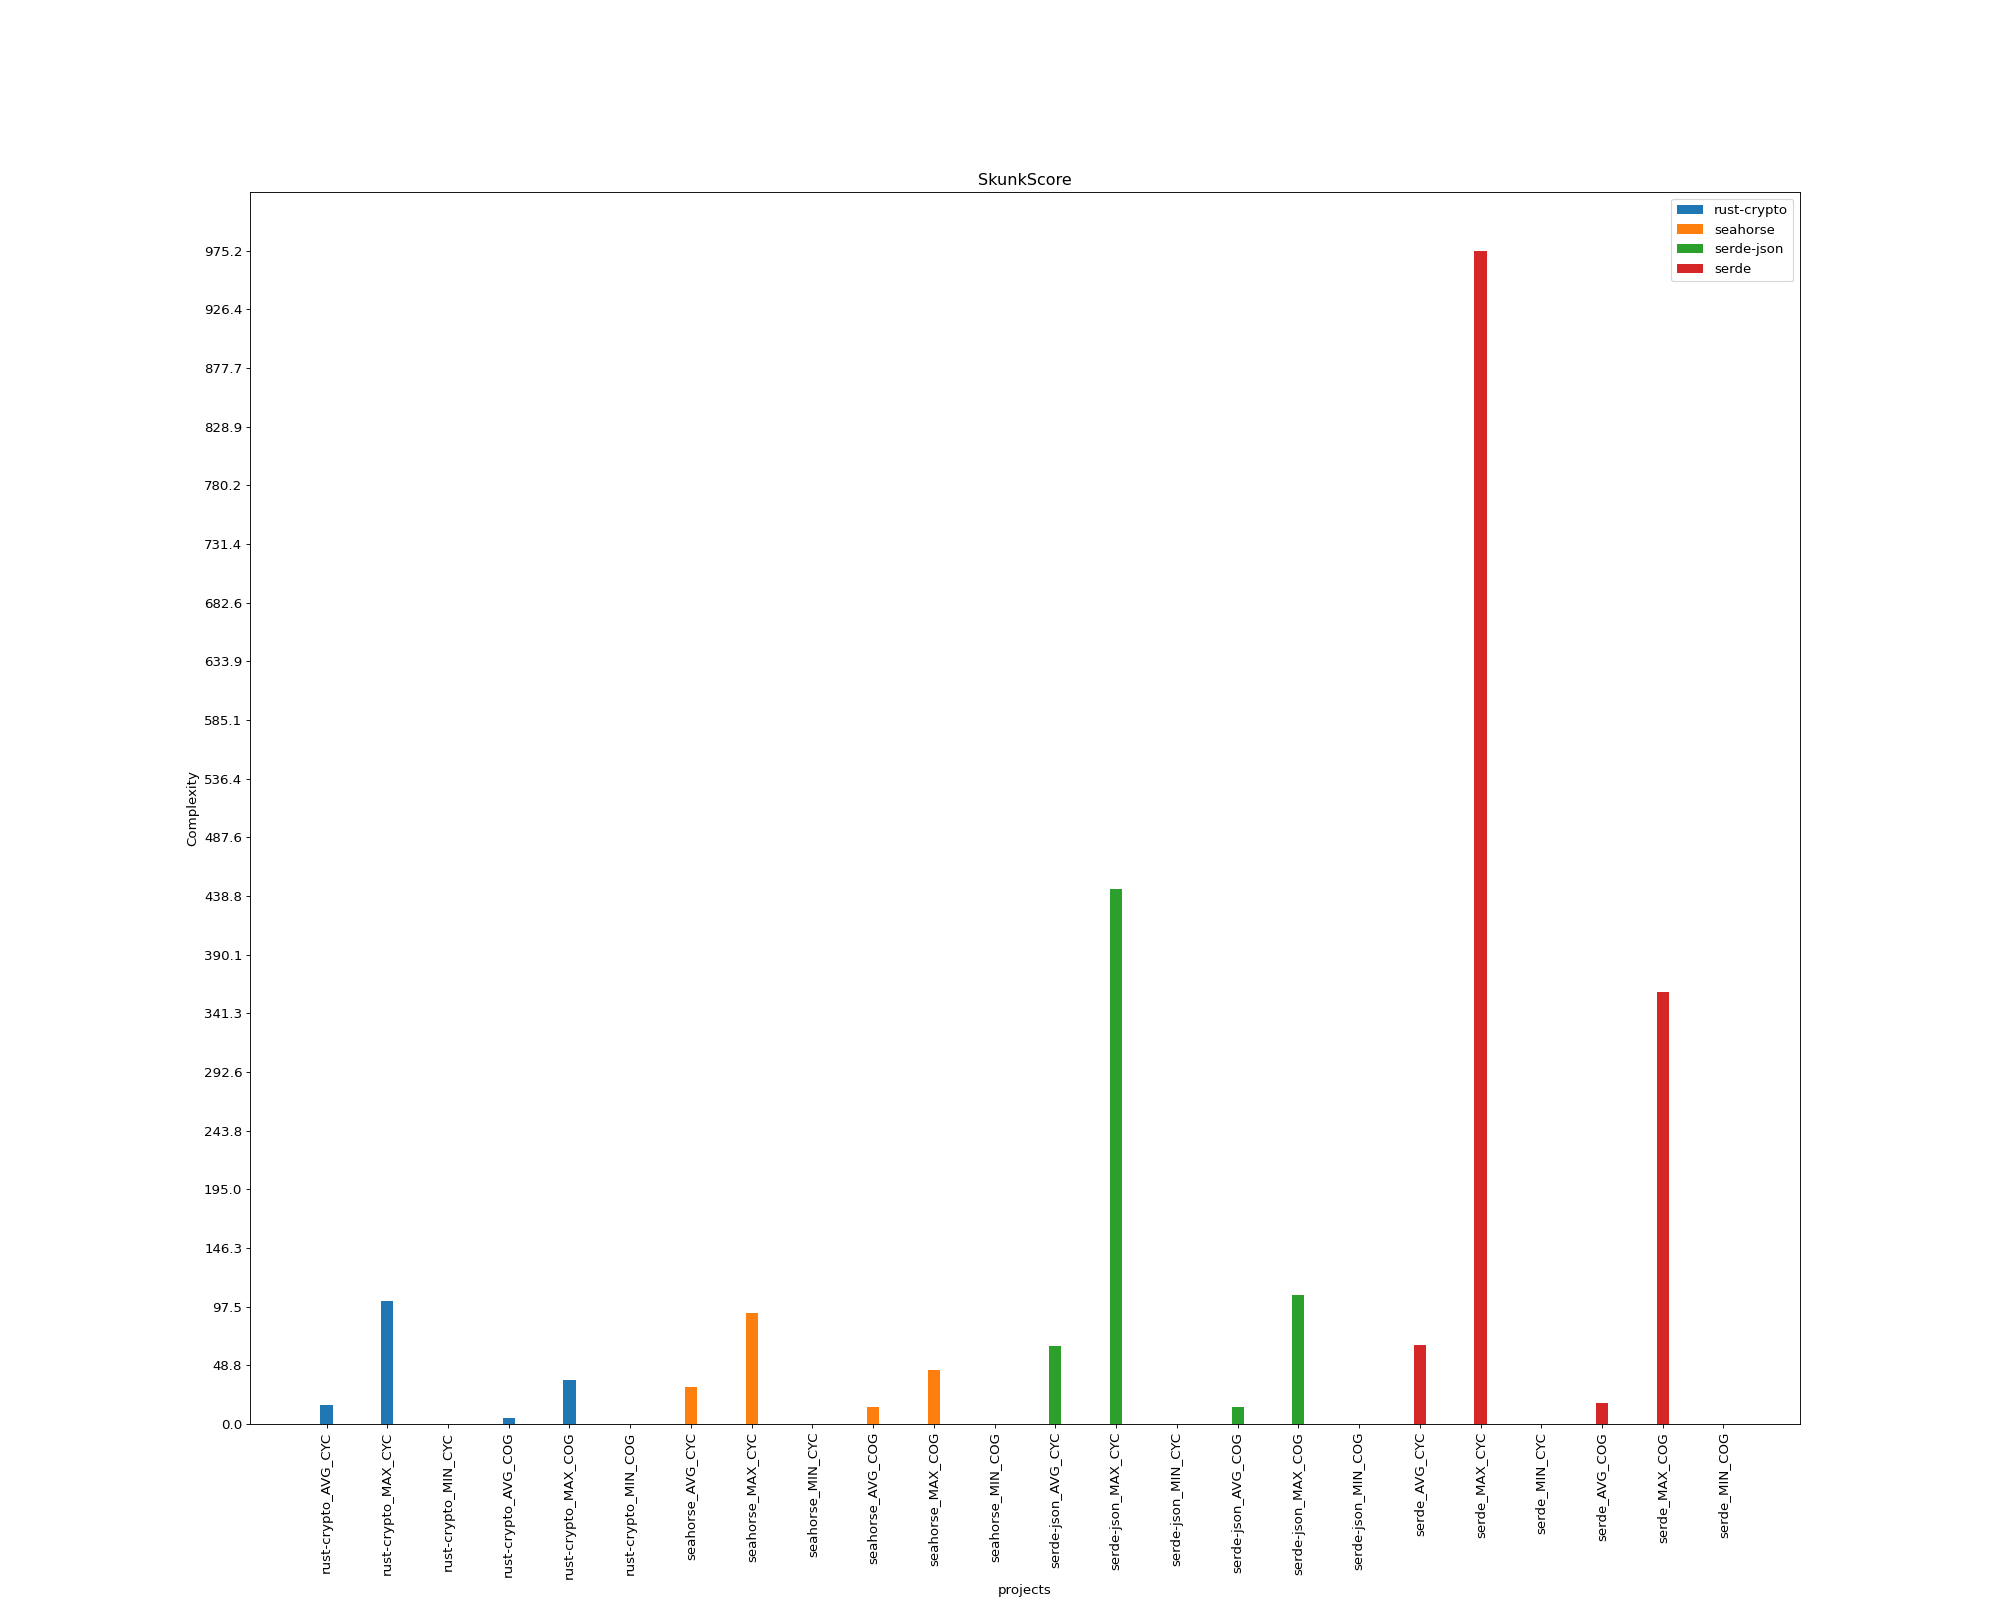 SkunkScore
rust-crypto
seahorse
serde-json
serde
975.2
926.4
877.7
828.9
780.2
731.4
682.6
633.9
585.1
536.4
487.6
438.8
390.1
341.3
292.6
243.8
195.0
146.3
97.5
48.8
0.0
Complexity
rust-crypto_AVG_CYC
rust-crypto_MAX_CYC
rust-crypto_MIN_CYC
rust-crypto_AVG_COG
rust-crypto_MAX_COG
rust-crypto_MIN_COG
seahorse_AVG_CYC
seahorse_MAX_CYC
seahorse_MIN_CYC
seahorse_AVG_COG
seahorse_MAX_COG
seahorse_MIN_COG
serde-json_AVG_CYC
serde-json_MAX_CYC
serde-json_MIN_CYC
serde-json_AVG_COG
serde-json_MAX_COG
serde-json_MIN_COG
serde_AVG_CYC
serde_MAX_CYC
serde_MIN_CYC
serde_AVG_COG
serde_MAX_COG
serde_MIN_COG
projects